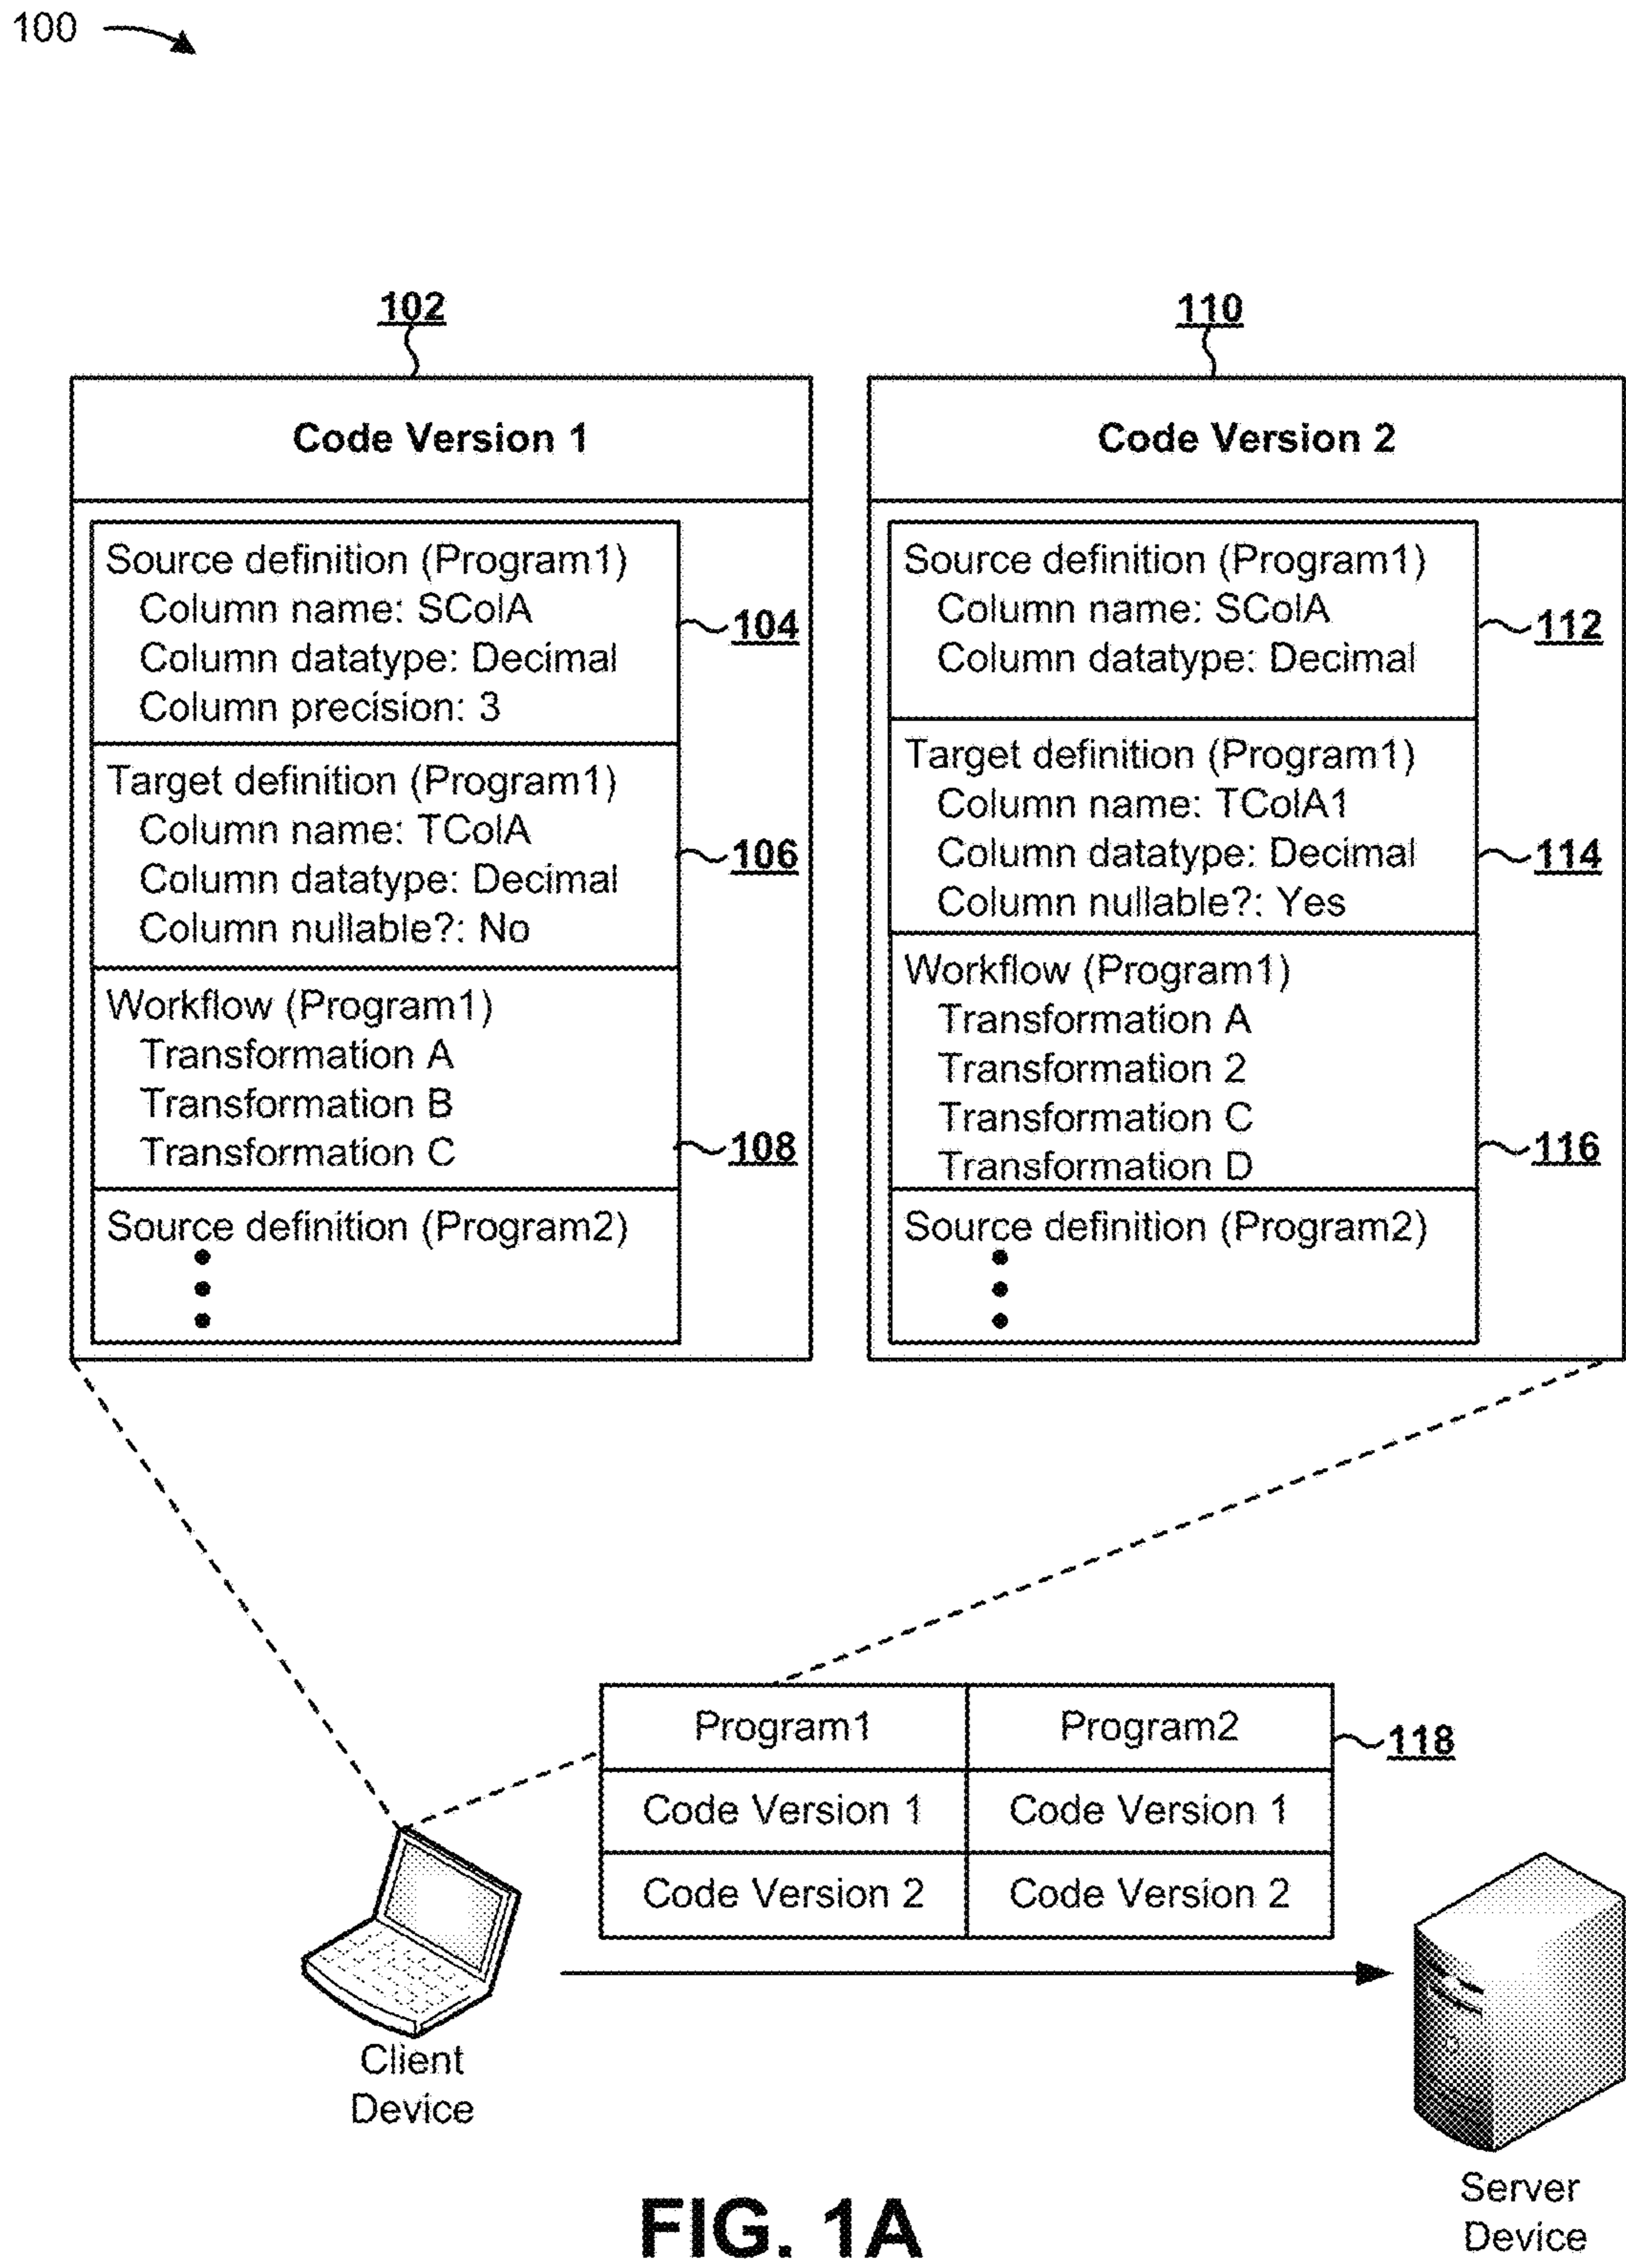 100
102
Code Version 1
Source definition (Program1)
Column name: SColA
Column datatype: Decimal
Column precision: 3
104
Target definition (Program1)
Column name: TColA
Column datatype: Decimal
Column nullable?: No
106
Workflow (Program1)
Transformation A
Transformation B
Transformation C
108
Source definition (Program2)
110
Code Version 2
Source definition (Program1)
Column name: SColA
Column datatype: Decimal
112
Target definition (Program1)
Column name: TColA1
Column datatype: Decimal
Column nullable?: Yes
114
Workflow (Program1)
Transformation A
Transformation 2
Transformation C
Transformation D
116
Source definition (Program2)
Program1 Program2
118
Code Version 1 Code Version 1
Code Version 2 Code Version 2
Client
Device
Server
Device
FIG. 1A